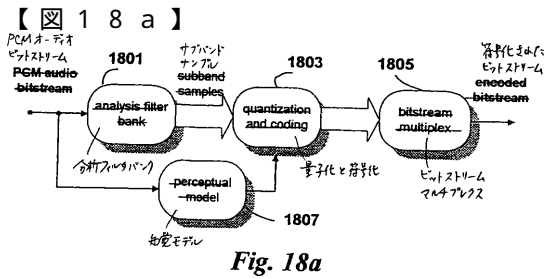 【図18a】
PCMオーディオ
ビットストリーム
PCM audio
bitstream
1801
analysis filter
bank
分析フィルタバンク
サブバンド
サンプル
subband
samples
1803
quantization
and coding
量子化と符号化
1805
bitstream
multiplex
ビットストリーム
マルチプレクス
符号化された
ビットストリーム
encoded
bitstream
perceptual
model
知覚モデル
1807
Fig. 18a